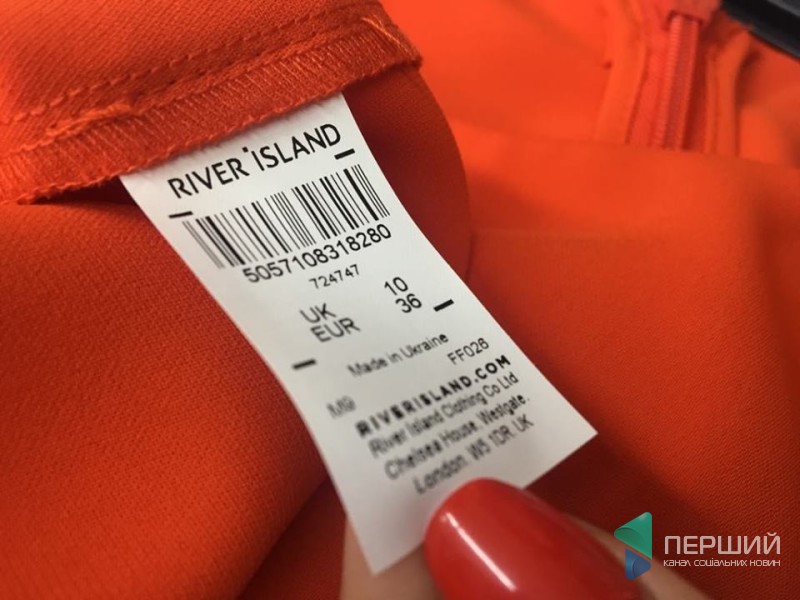 RIVER ISLAND
5057108318280
724747
UK 10
EUR 36
Made in Ukraine
FF026
M9
RIVERISLAND.COM
River Island Clothing Co Ltd
Chelsea House, Westgate,
London. W5 1DR. UK
ПЕРШИЙ
КАНАЛ СОЦІАЛЬНИХ НОВИН